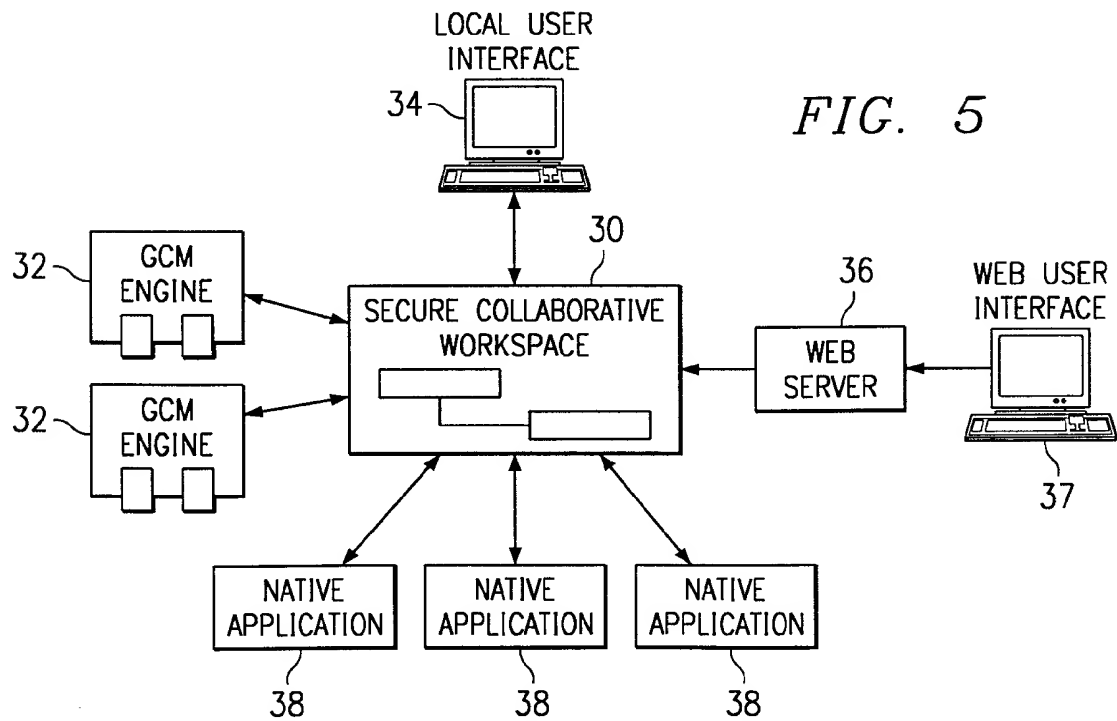 LOCAL USER
INTERFACE
34
FIG. 5
30
32
GCM
ENGINE
36
WEB USER
INTERFACE
SECURE COLLABORATIVE
WORKSPACE
WEB
SERVER
32
GCM
ENGINE
37
NATIVE
APPLICATION
NATIVE
APPLICATION
NATIVE
APPLICATION
38
38
38